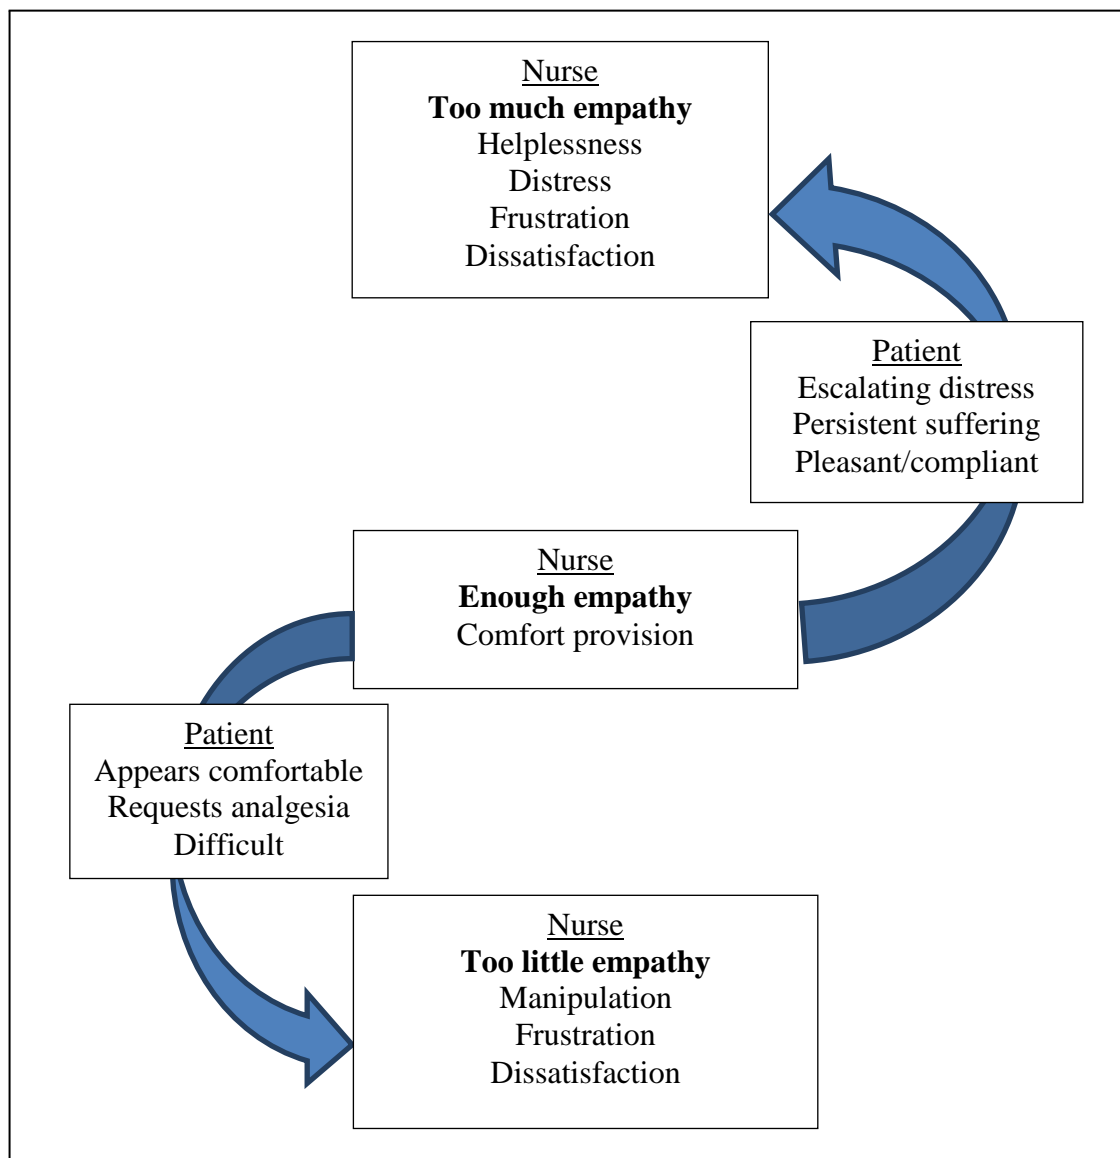 Nurse
Too much empathy
Helplessness
Distress
Frustration
Dissatisfaction
Patient
Escalating distress
Persistent suffering
Pleasant/compliant
Nurse
Enough empathy
Comfort provision
Patient
Appears comfortable
Requests analgesia
Difficult
Nurse
Too little empathy
Manipulation
Frustration
Dissatisfaction